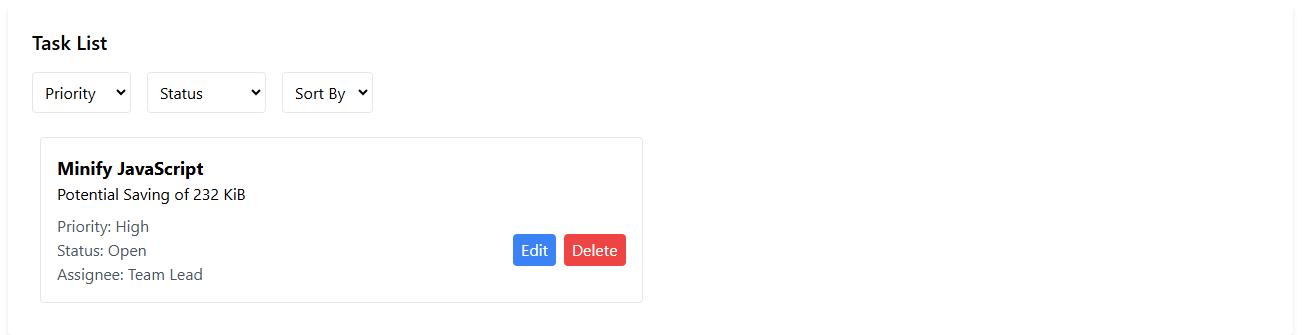 Task List
Priority Status Sort By
Minify JavaScript
Potential Saving of 232 KiB
Priority: High
Status: Open
Edit Delete
Assignee: Team Lead